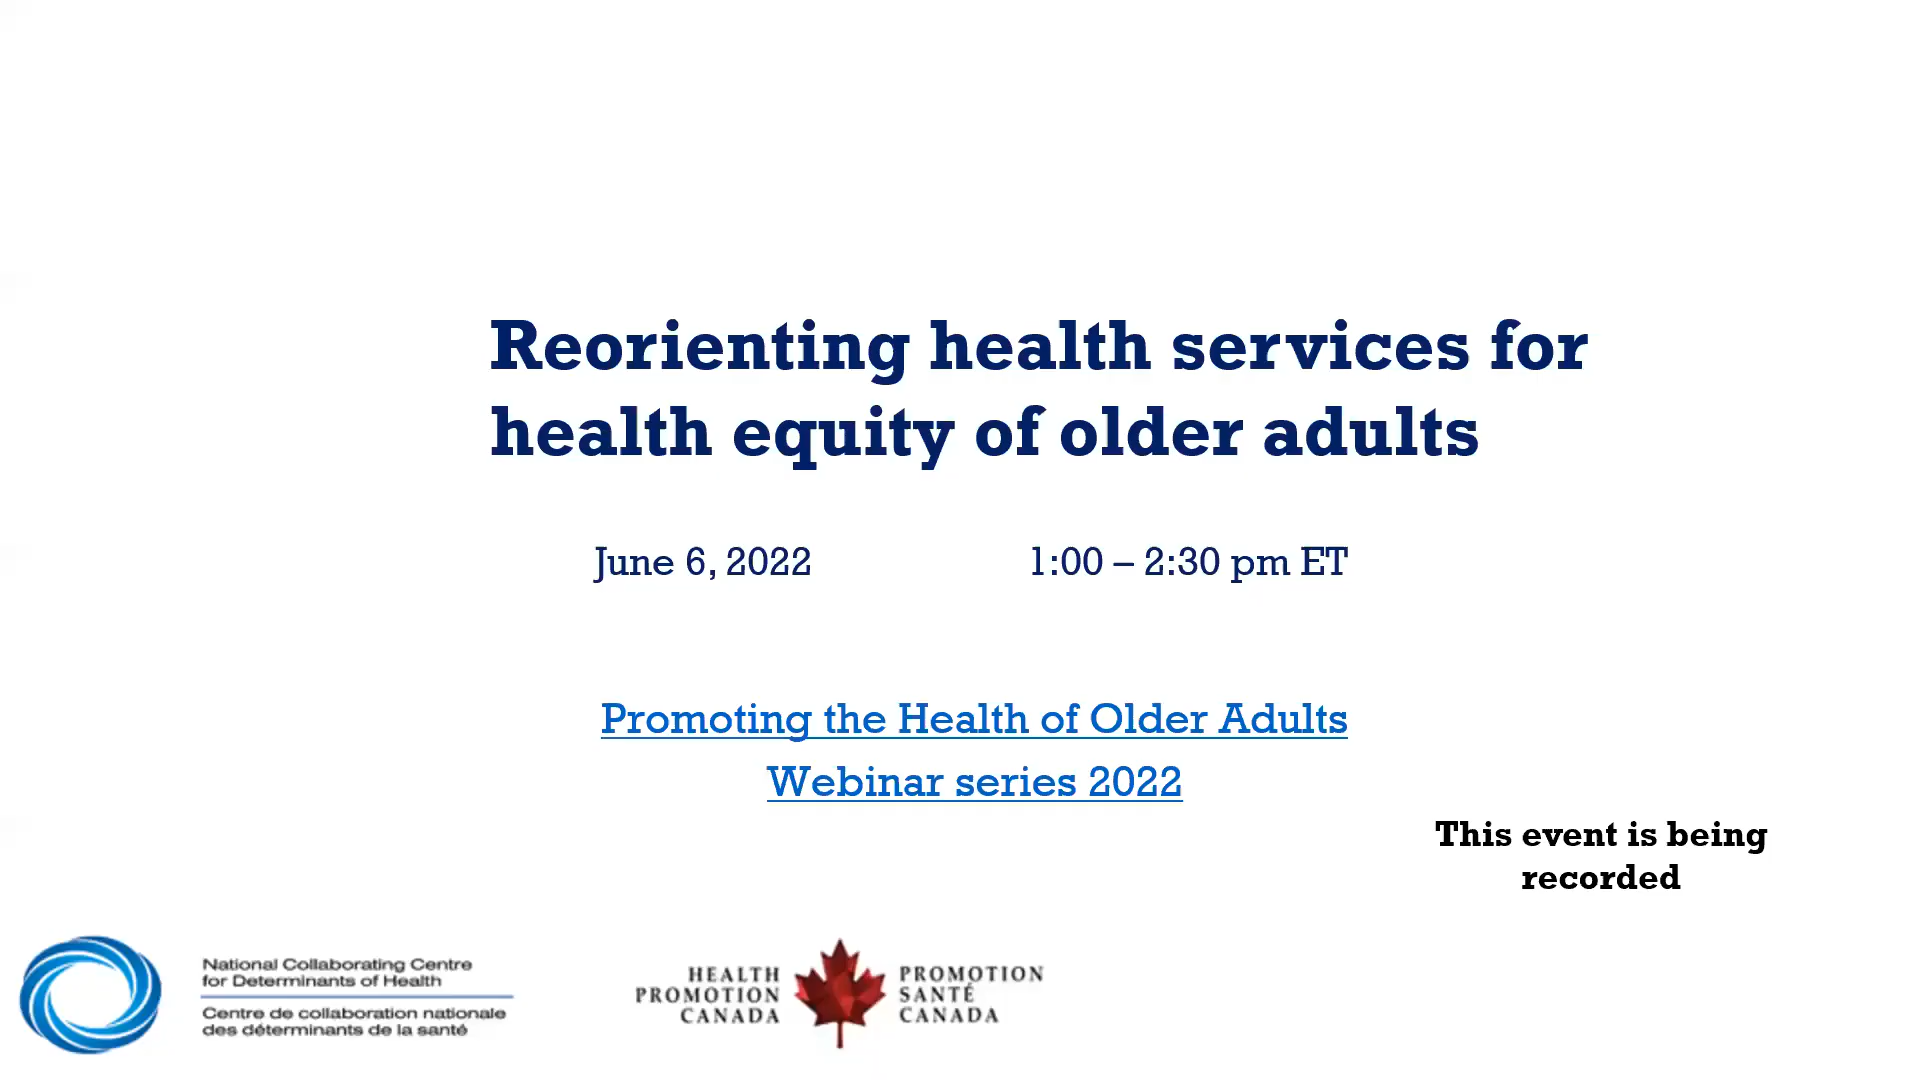 Reorienting health services for
health equity of older adults
June 6, 2022 1:00 – 2:30 pm ET
Promoting the Health of Older Adults
Webinar series 2022
This event is being
recorded
National Collaborating Centre
for Determinants of Health
Centre de collaboration nationale
des déterminants de la santé
HEALTH
PROMOTION
CANADA
PROMOTION
SANTÉ
CANADA